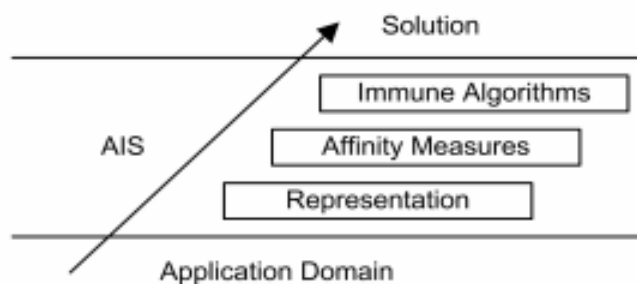 Solution
Immune Algorithms
AIS
Affinity Measures
Representation
Application Domain